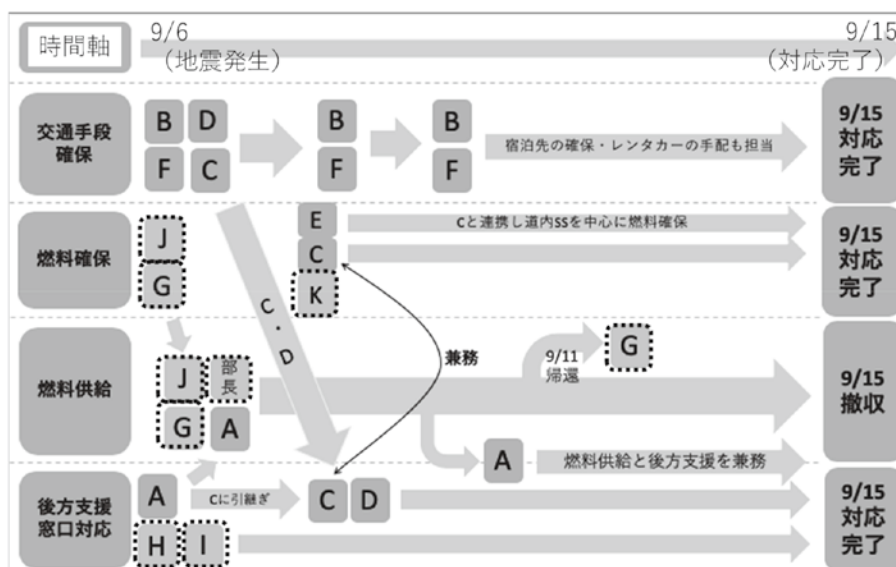 時間軸
9/6
(地震発生)
9/15
(対応完了)
交通手段
確保
B
D
F
C
B
F
B
F
宿泊先の確保・レンタカーの手配も担当
9/15
対応
完了
燃料確保
J
G
E
C
K
Cと連携し道内SSを中心に燃料確保
9/15
対応
完了
C・D
兼務
燃料供給
J
部長
G
A
9/11
帰還
G
A
燃料供給と後方支援を兼務
9/15
撤収
後方支援
窓口対応
A
H
I
Cに引継ぎ
C
D
9/15
対応
完了